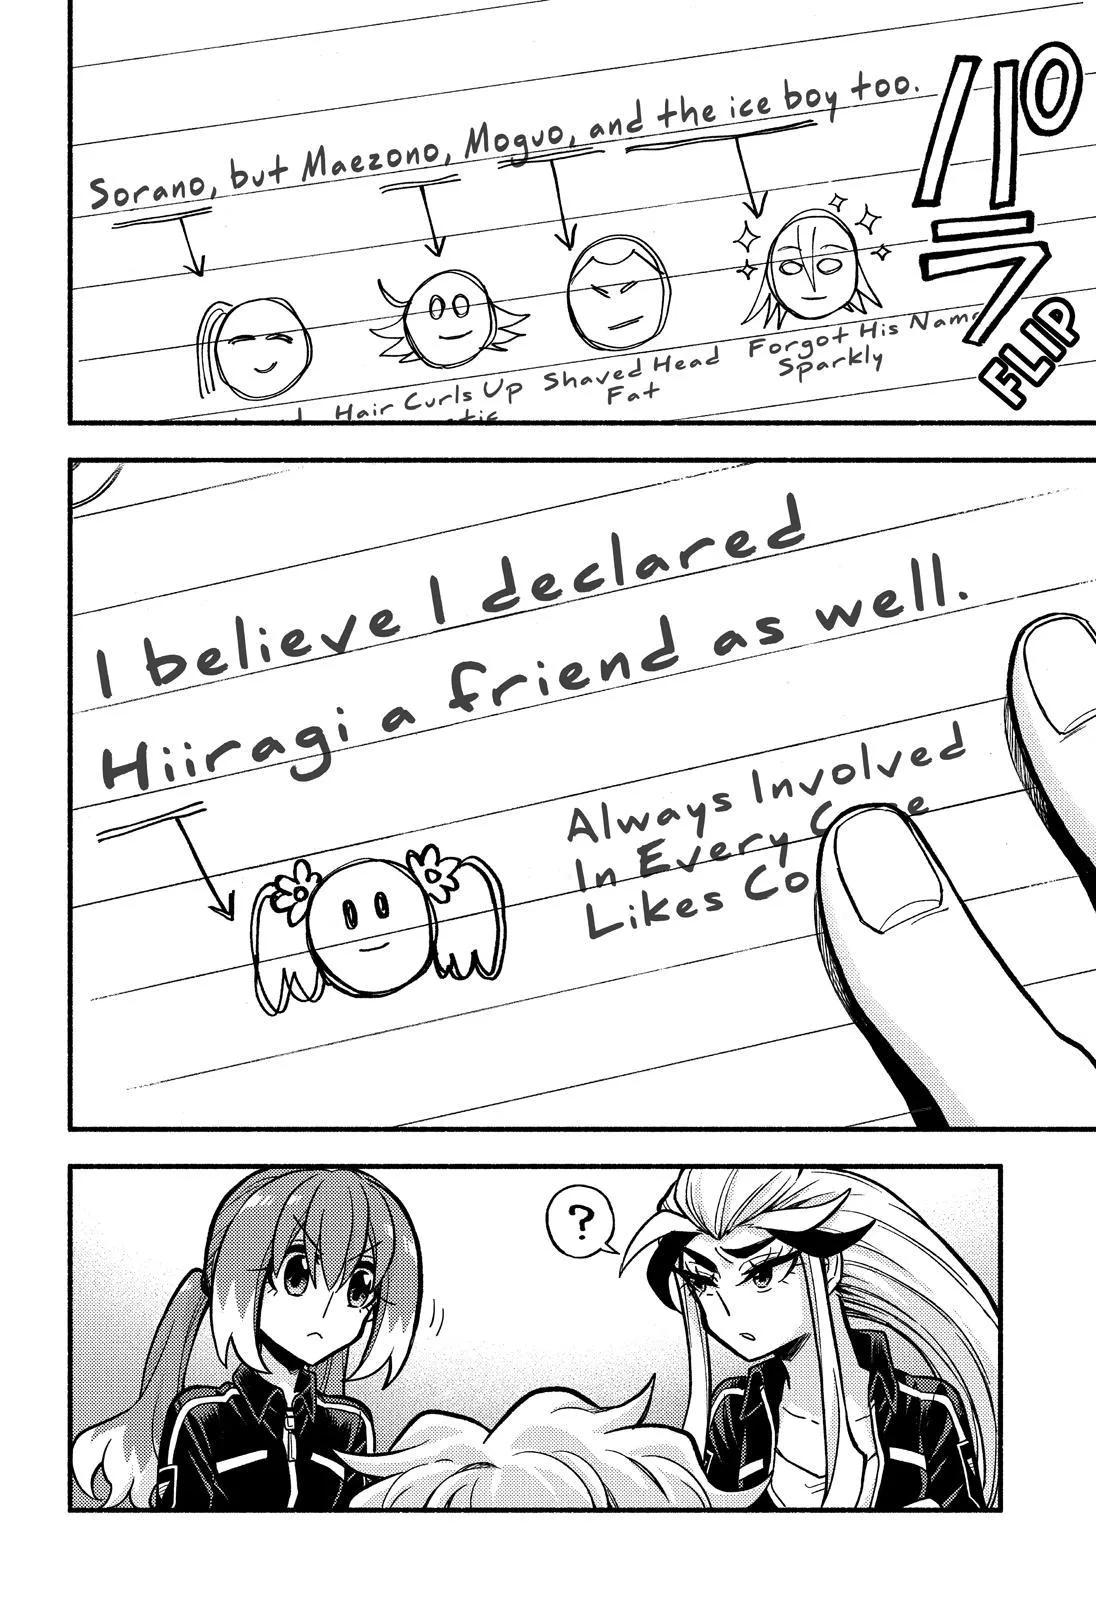 Sorano, but Maezono, Moguo, and the ice boy too.
パラ
FLIP
Hair Curls Up
Shaved Head
Fat
Forgot His Name
Sparkly
I believe I declared
Hiiragi a friend as well.
Always Involved
In Every
Likes Co
?